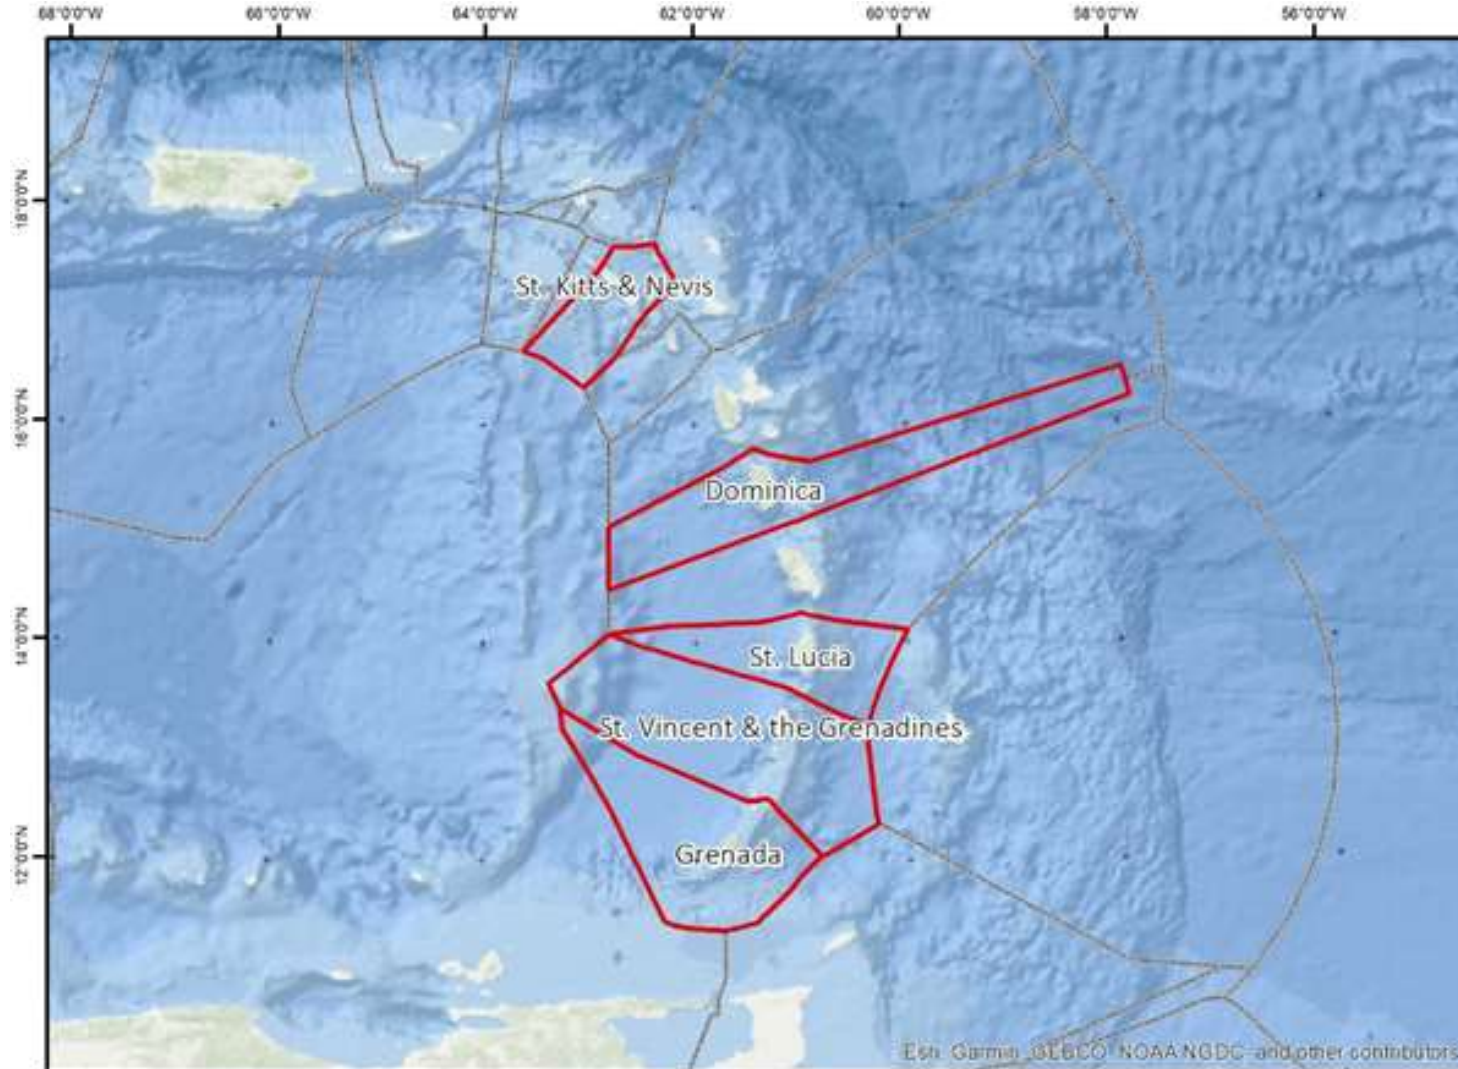 68°0'0"W 66°0'0"W 64°0'0"W 62°0'0"W 60°0'0"W 58°0'0"W 56°0'0"W
18°0'0"N
16°0'0"N
14°0'0"N
12°0'0"N
St. Kitts & Nevis
Dominica
St. Lucia
St. Vincent & the Grenadines
Grenada
Esri, Garmin, GEBCO, NOAA NGDC, and other contributors